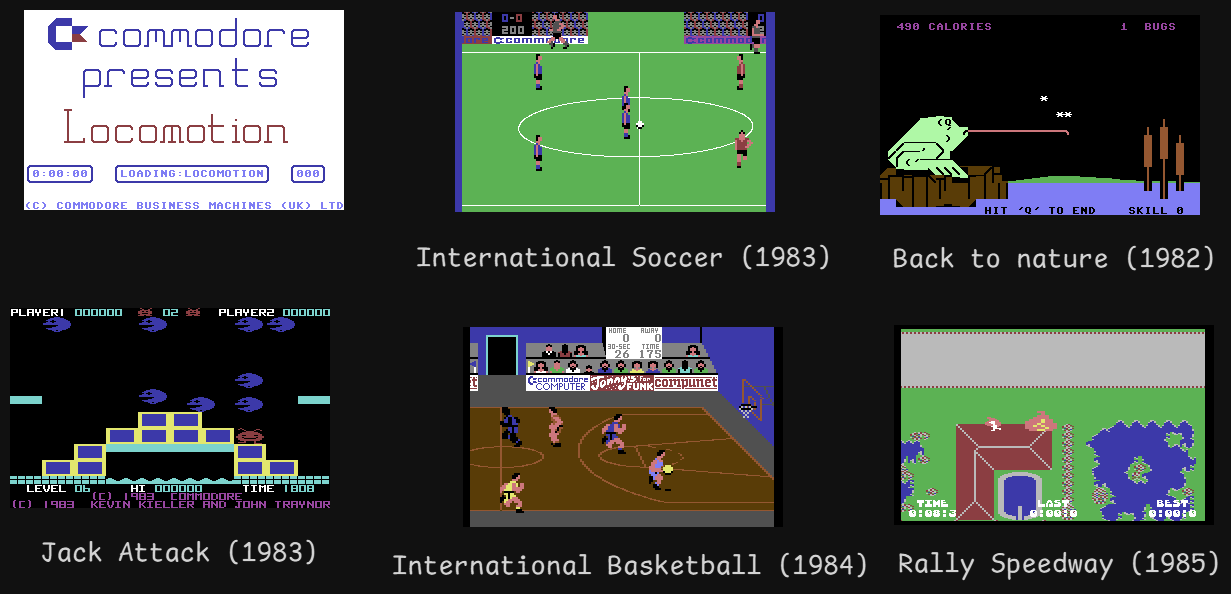 commodore
presents
Locomotion
0:00:00 LOADING:LOCOMOTION 000
(C) COMMODORE BUSINESS MACHINES (UK) LTD
0-0
200
commodore
International Soccer (1983)
490 CALORIES 1 BUGS
HIT 'Q' TO END SKILL 0
Back to nature (1982)
PLAYER1 000000 02 PLAYER2 000000
LEVEL 06 HI 000000 TIME 1808
(C) 1983 COMMODORE
(C) 1983 KEVIN KIELLER AND JOHN TRAYNOR
Jack Attack (1983)
HOME AWAY
0 0
30-SEC TIME
26 175
commodore COMPUTER Jonny's for FUNK compunet
International Basketball (1984)
TIME LAST BEST
0:08:3 0:00:0 0:00:0
Rally Speedway (1985)